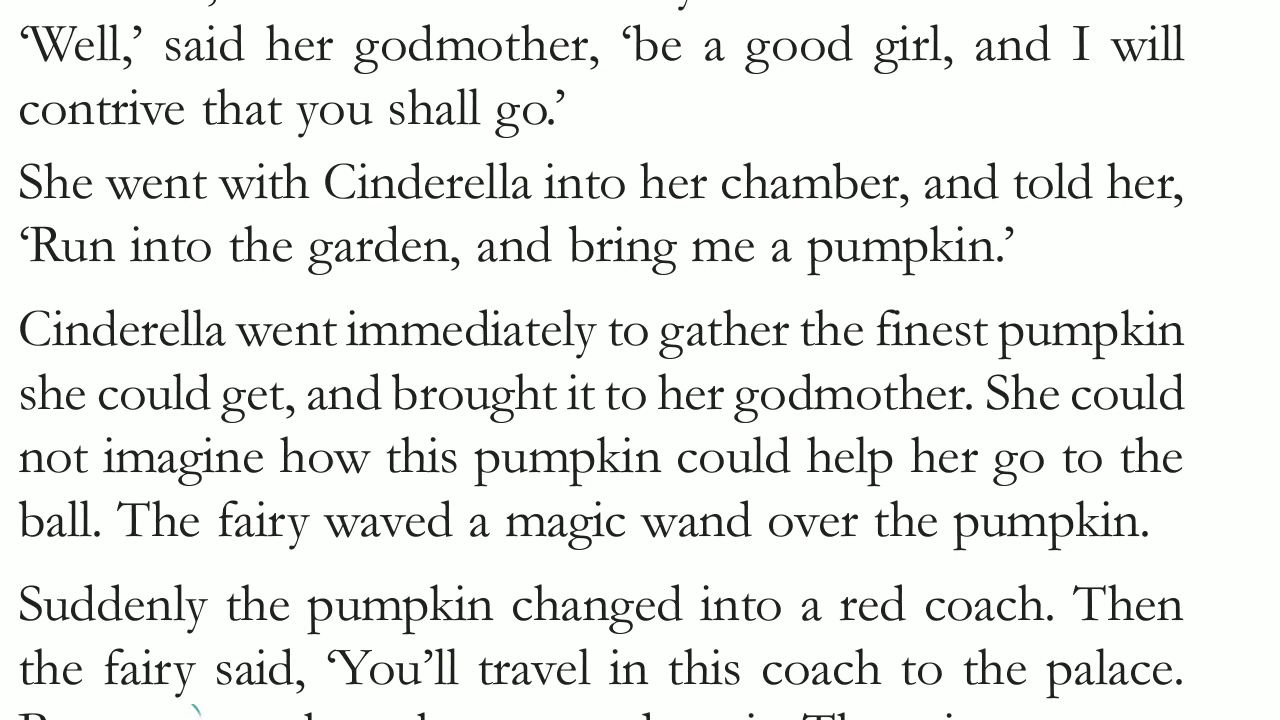 ‘Well,’ said her godmother, ‘be a good girl, and I will
contrive that you shall go.’
She went with Cinderella into her chamber, and told her,
‘Run into the garden, and bring me a pumpkin.’
Cinderella went immediately to gather the finest pumpkin
she could get, and brought it to her godmother. She could
not imagine how this pumpkin could help her go to the
ball. The fairy waved a magic wand over the pumpkin.
Suddenly the pumpkin changed into a red coach. Then
the fairy said, ‘You’ll travel in this coach to the palace.